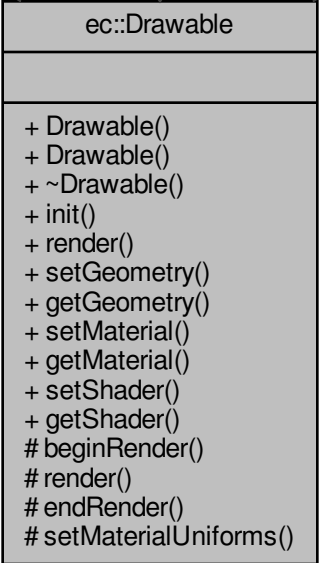 ec::Drawable
+ Drawable()
+ Drawable()
+ ~Drawable()
+ init()
+ render()
+ setGeometry()
+ getGeometry()
+ setMaterial()
+ getMaterial()
+ setShader()
+ getShader()
# beginRender()
# render()
# endRender()
# setMaterialUniforms()